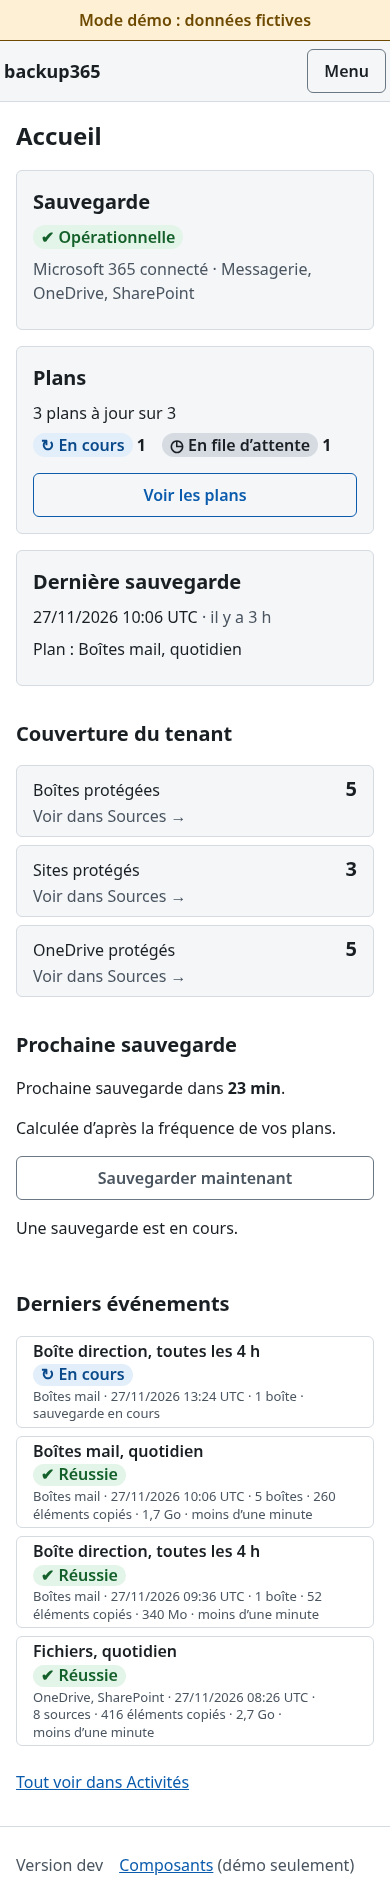 Mode démo : données fictives
backup365
Menu
Accueil
Sauvegarde
✔ Opérationnelle
Microsoft 365 connecté · Messagerie,
OneDrive, SharePoint
Plans
3 plans à jour sur 3
↻ En cours 1 ◷ En file d’attente 1
Voir les plans
Dernière sauvegarde
27/11/2026 10:06 UTC · il y a 3 h
Plan : Boîtes mail, quotidien
Couverture du tenant
Boîtes protégées 5
Voir dans Sources →
Sites protégés 3
Voir dans Sources →
OneDrive protégés 5
Voir dans Sources →
Prochaine sauvegarde
Prochaine sauvegarde dans 23 min.
Calculée d’après la fréquence de vos plans.
Sauvegarder maintenant
Une sauvegarde est en cours.
Derniers événements
Boîte direction, toutes les 4 h
↻ En cours
Boîtes mail · 27/11/2026 13:24 UTC · 1 boîte ·
sauvegarde en cours
Boîtes mail, quotidien
✔ Réussie
Boîtes mail · 27/11/2026 10:06 UTC · 5 boîtes · 260
éléments copiés · 1,7 Go · moins d’une minute
Boîte direction, toutes les 4 h
✔ Réussie
Boîtes mail · 27/11/2026 09:36 UTC · 1 boîte · 52
éléments copiés · 340 Mo · moins d’une minute
Fichiers, quotidien
✔ Réussie
OneDrive, SharePoint · 27/11/2026 08:26 UTC ·
8 sources · 416 éléments copiés · 2,7 Go ·
moins d’une minute
Tout voir dans Activités
Version dev Composants (démo seulement)